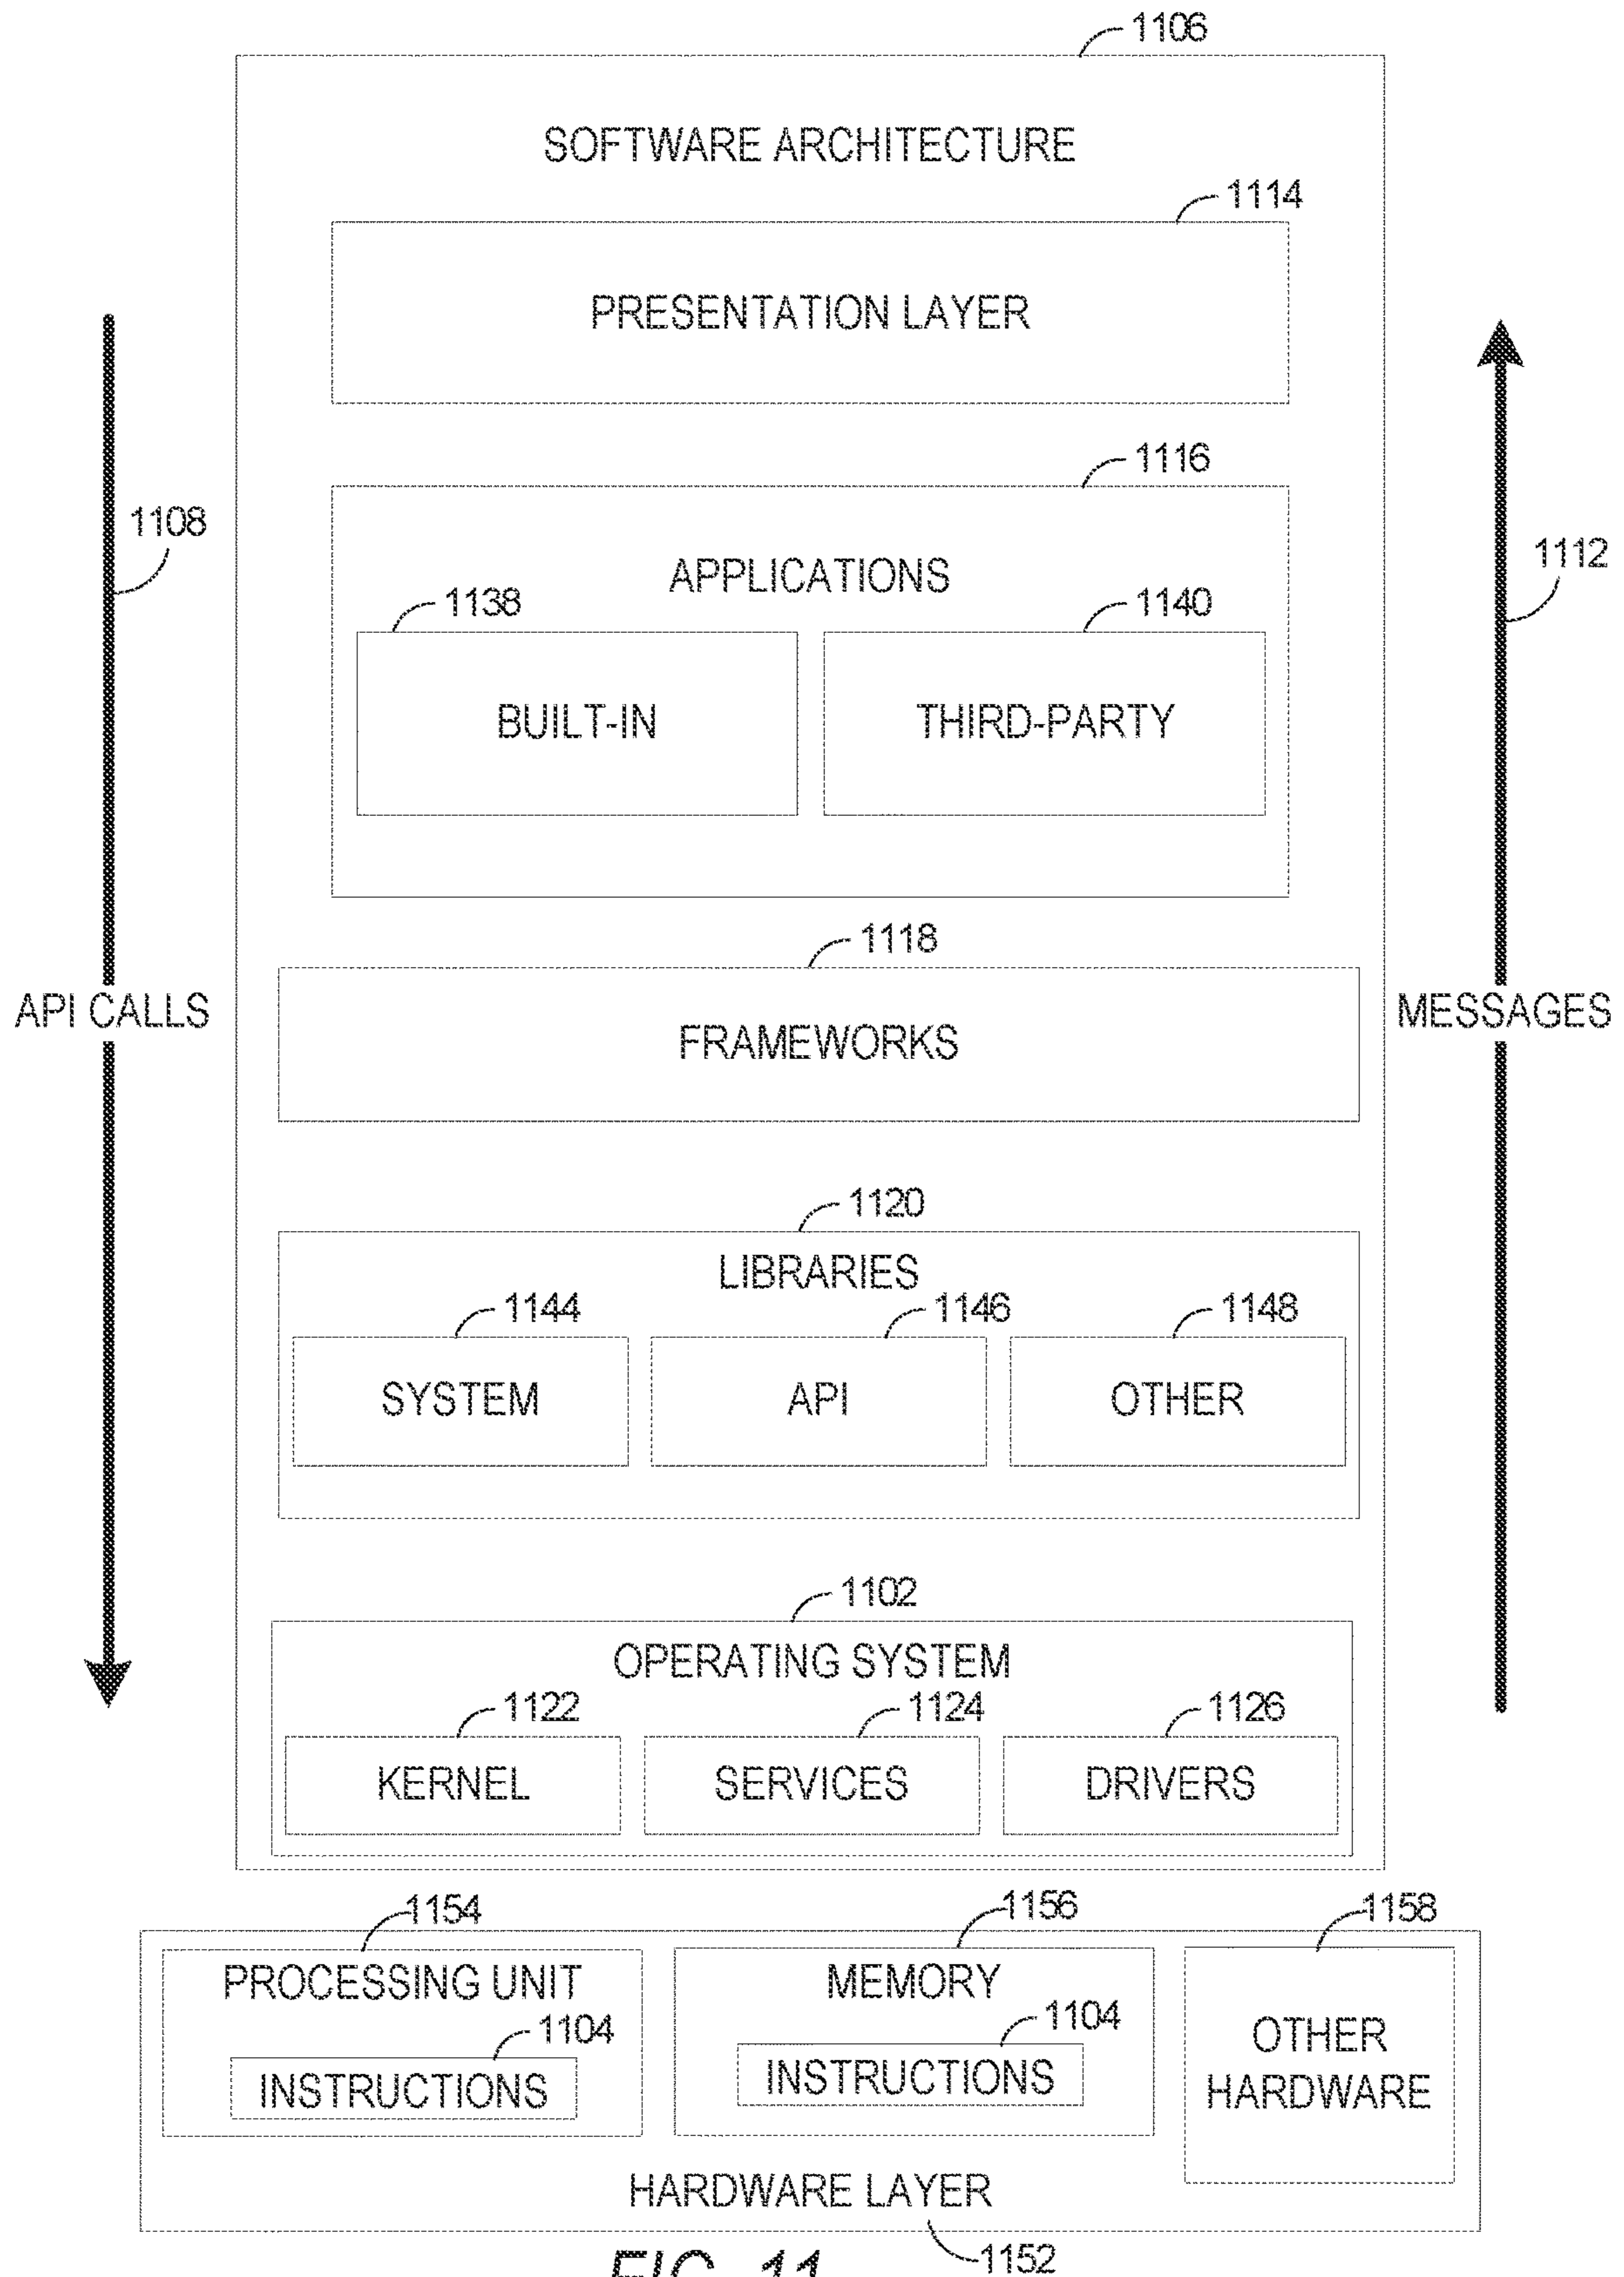 1106
SOFTWARE ARCHITECTURE
1114
PRESENTATION LAYER
1116
1108
1112
APPLICATIONS
1138
1140
BUILT-IN
THIRD-PARTY
1118
API CALLS
MESSAGES
FRAMEWORKS
1120
LIBRARIES
1144
1146
1148
SYSTEM
API
OTHER
1102
OPERATING SYSTEM
1122
1124
1126
KERNEL
SERVICES
DRIVERS
1154
1156
1158
PROCESSING UNIT
MEMORY
1104
1104
INSTRUCTIONS
INSTRUCTIONS
OTHER
HARDWARE
HARDWARE LAYER
1152
FIG. 11